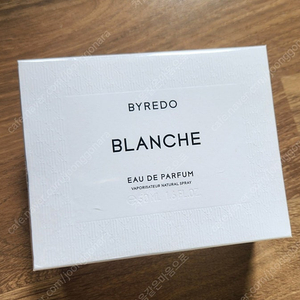 BYREDO
BLANCHE
EAU DE PARFUM
VAPORISATEUR NATURAL SPRAY